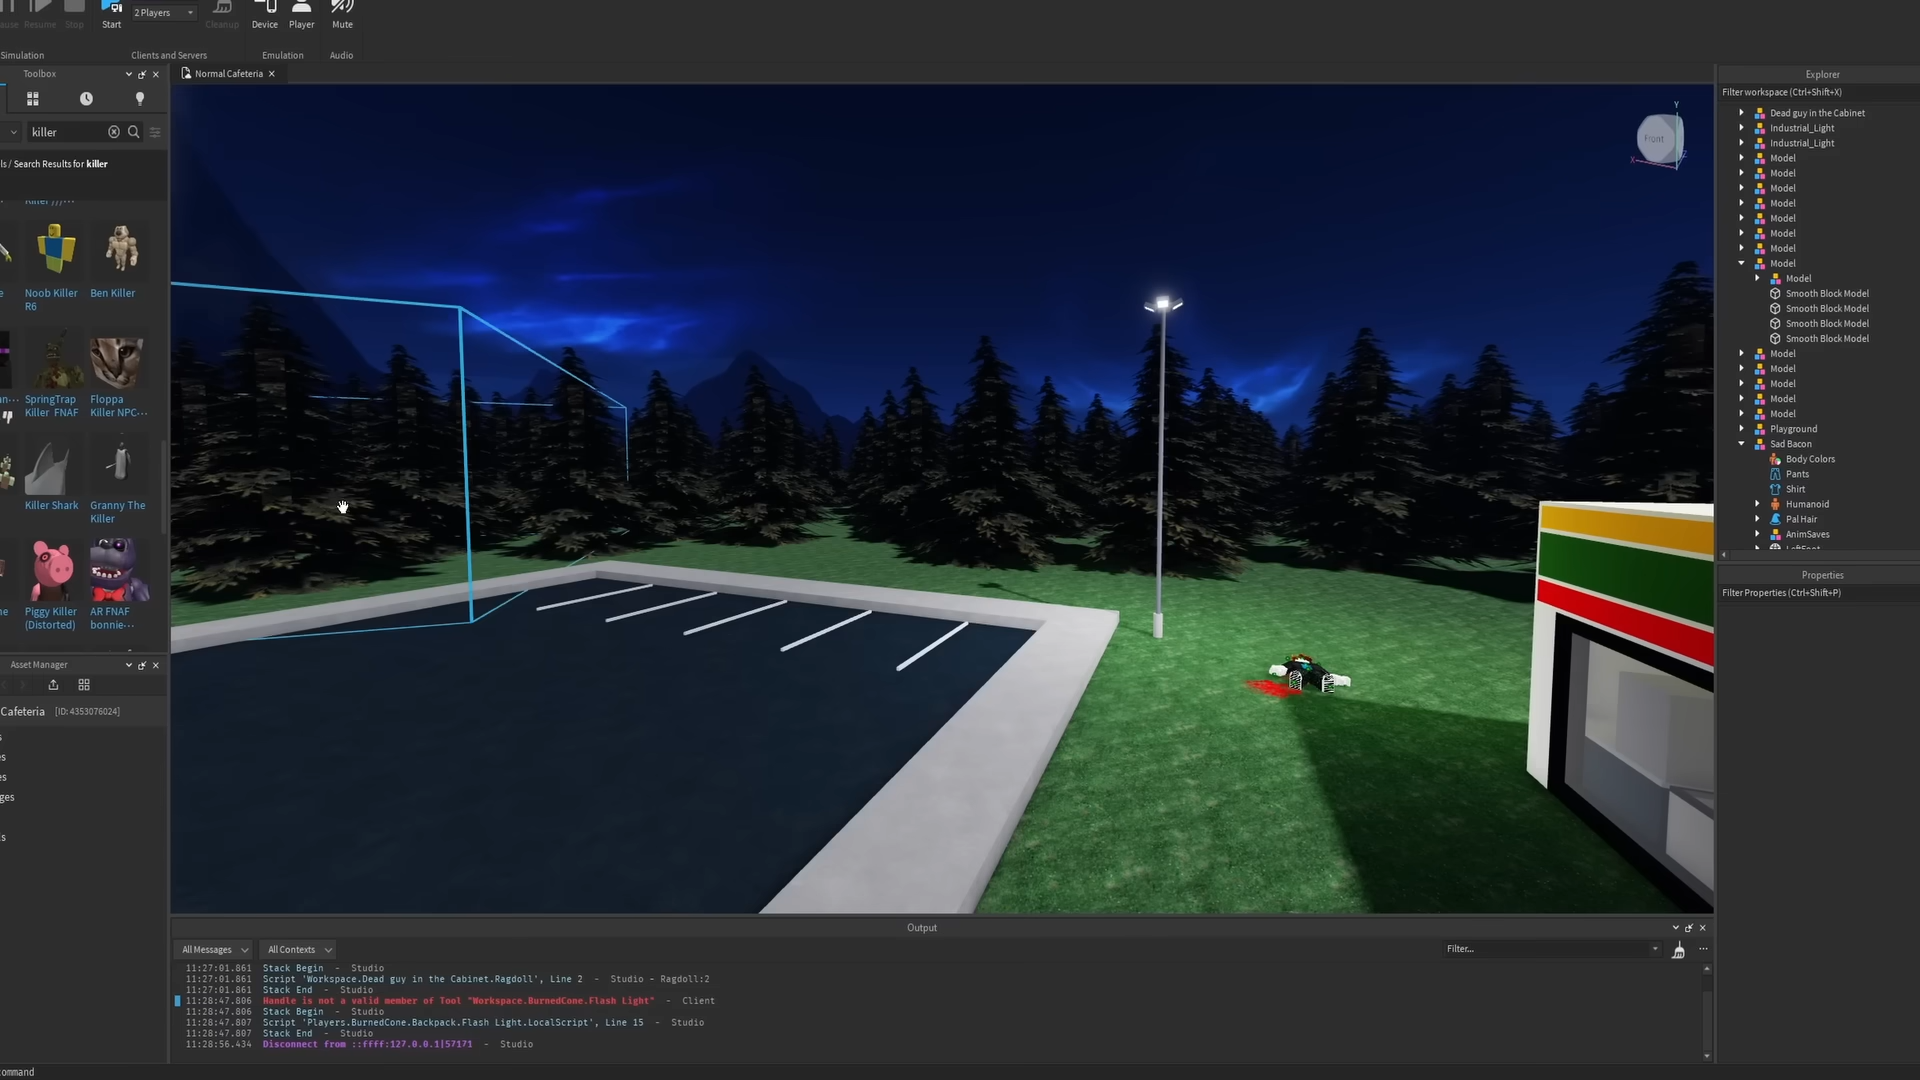 ause Resume Stop
Start
2 Players
Cleanup
Device
Player
Mute
Simulation
Clients and Servers
Emulation
Audio
Toolbox
Normal Cafeteria
killer
ls / Search Results for killer
Noob Killer
R6
Ben Killer
SpringTrap
Killer FNAF
Floppa
Killer NPC...
Killer Shark
Granny The
Killer
Piggy Killer
(Distorted)
AR FNAF
bonnie...
Asset Manager
Cafeteria [ID: 4353076024]
Front
Y
X
Z
Explorer
Filter workspace (Ctrl+Shift+X)
Dead guy in the Cabinet
Industrial_Light
Industrial_Light
Model
Model
Model
Model
Model
Model
Model
Model
Model
Smooth Block Model
Smooth Block Model
Smooth Block Model
Smooth Block Model
Model
Model
Model
Model
Model
Playground
Sad Bacon
Body Colors
Pants
Shirt
Humanoid
Pal Hair
AnimSaves
LeftFoot
Properties
Filter Properties (Ctrl+Shift+P)
Output
All Messages
All Contexts
Filter...
11:27:01.861 Stack Begin - Studio
11:27:01.861 Script 'Workspace.Dead guy in the Cabinet.Ragdoll', Line 2 - Studio - Ragdoll:2
11:27:01.861 Stack End - Studio
11:28:47.806 Handle is not a valid member of Tool "Workspace.BurnedCone.Flash Light" - Client
11:28:47.806 Stack Begin - Studio
11:28:47.807 Script 'Players.BurnedCone.Backpack.Flash Light.LocalScript', Line 15 - Studio
11:28:47.807 Stack End - Studio
11:28:56.434 Disconnect from ::ffff:127.0.0.1|57171 - Studio
command